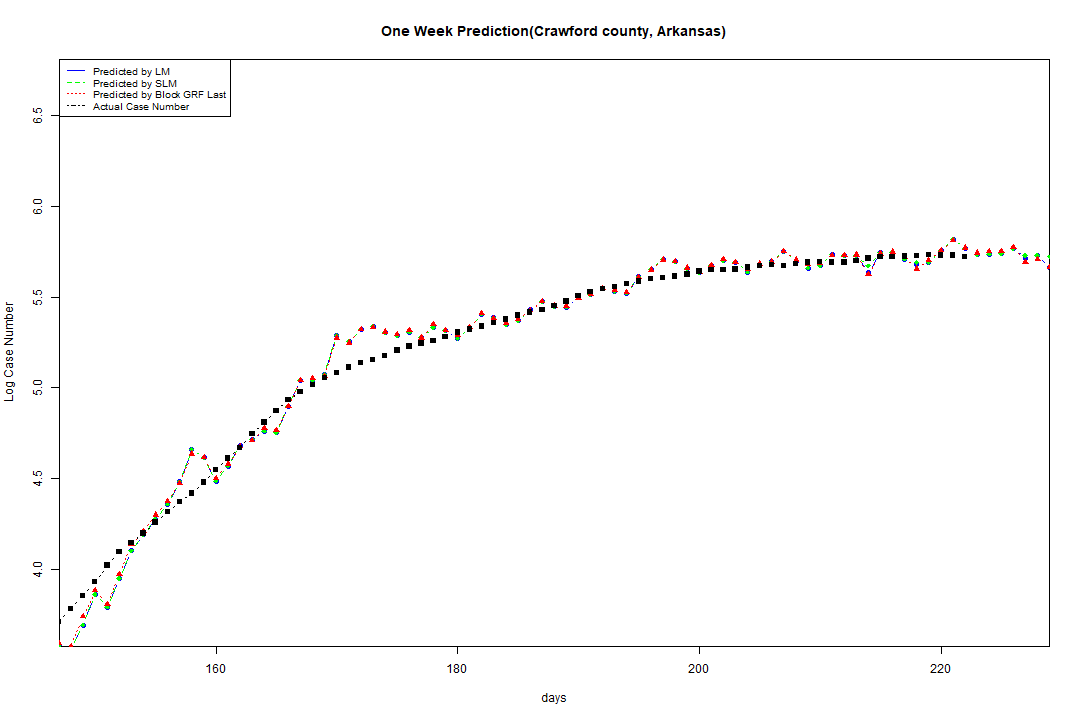 One Week Prediction(Crawford county, Arkansas)
Predicted by LM
Predicted by SLM
Predicted by Block GRF Last
Actual Case Number
6.5
6.0
5.5
5.0
4.5
4.0
Log Case Number
160 180 200 220
days